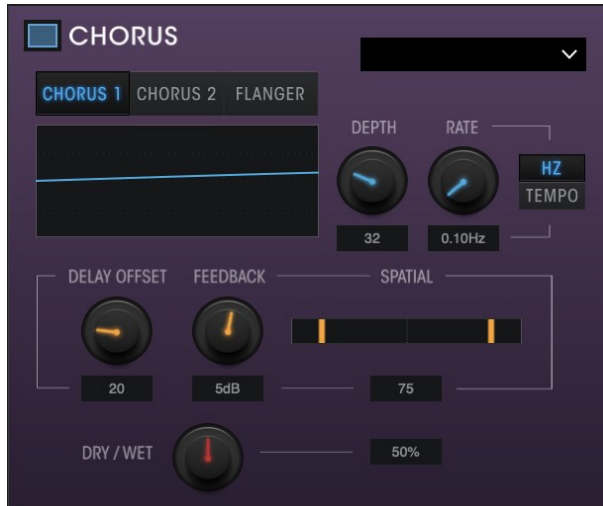 CHORUS
CHORUS 1 CHORUS 2 FLANGER
DEPTH RATE
HZ
TEMPO
32 0.10Hz
DELAY OFFSET FEEDBACK SPATIAL
20 5dB 75
DRY / WET 50%